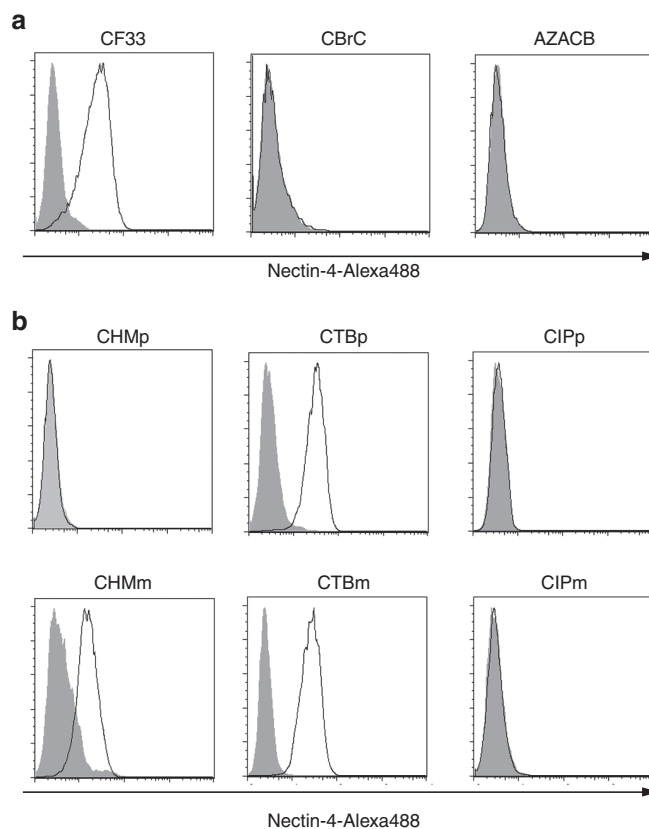 a
CF33 CBrC AZACB
Nectin-4-Alexa488
b
CHMp CTBp CIPp
CHMm CTBm CIPm
Nectin-4-Alexa488